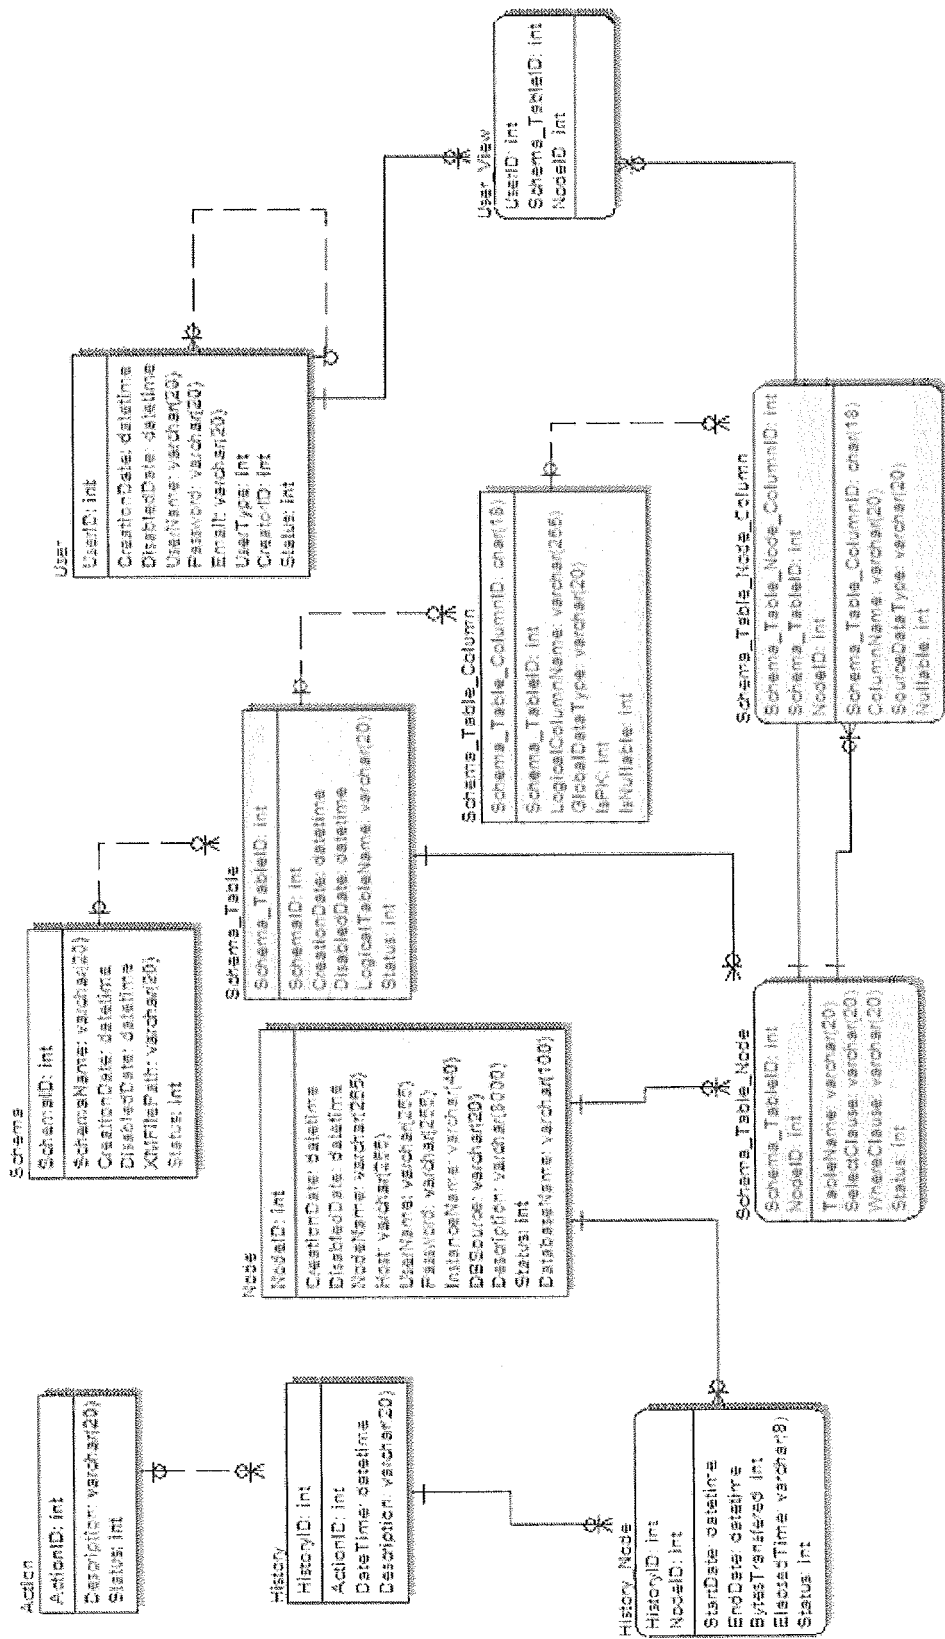 Action
ActionID: int
Description: varchar(20)
Status: int
History
HistoryID: int
ActionID: int
DateTime: datetime
Description: varchar(20)
History_Node
HistoryID: int
NodeID: int
StartDate: datetime
EndDate: datetime
BytesTransfered: int
ElapsedTime: varchar(8)
Status: int
Schema
SchemaID: int
SchemaName: varchar(20)
CreationDate: datetime
DisabledDate: datetime
XMFilePath: varchar(20)
Status: int
Node
NodeID: int
CreationDate: datetime
DisabledDate: datetime
NodeName: varchar(255)
Host: varchar(255)
UserName: varchar(255)
Password: varchar(255)
InstanceName: varchar(40)
DBSource: varchar(20)
Description: varchar(8000)
Status: int
DatabaseName: varchar(100)
Schema_Table
Schema_TableID: int
SchemaID: int
CreationDate: datetime
DisabledDate: datetime
LogicalTableName: varchar(20)
Status: int
Schema_Table_Node
Schema_TableID: int
NodeID: int
TableName: varchar(20)
SelectClause: varchar(20)
WhereClause: varchar(20)
Status: int
User
UserID: int
CreationDate: datetime
DisabledDate: datetime
UserName: varchar(20)
Password: varchar(20)
Email: varchar(20)
UserType: int
CreatorID: int
Status: int
Schema_Table_Column
Schema_Table_ColumnID: char(18)
Schema_TableID: int
LogicalColumnName: varchar(255)
GlobalDataType: varchar(20)
IsPK: int
IsNullable: int
Schema_Table_Node_Column
Schema_Table_Node_ColumnID: int
Schema_TableID: int
NodeID: int
Schema_Table_ColumnID: char(18)
ColumnName: varchar(20)
SourceDataType: varchar(20)
Nullable: int
User_View
UserID: int
Schema_TableID: int
NodeID: int